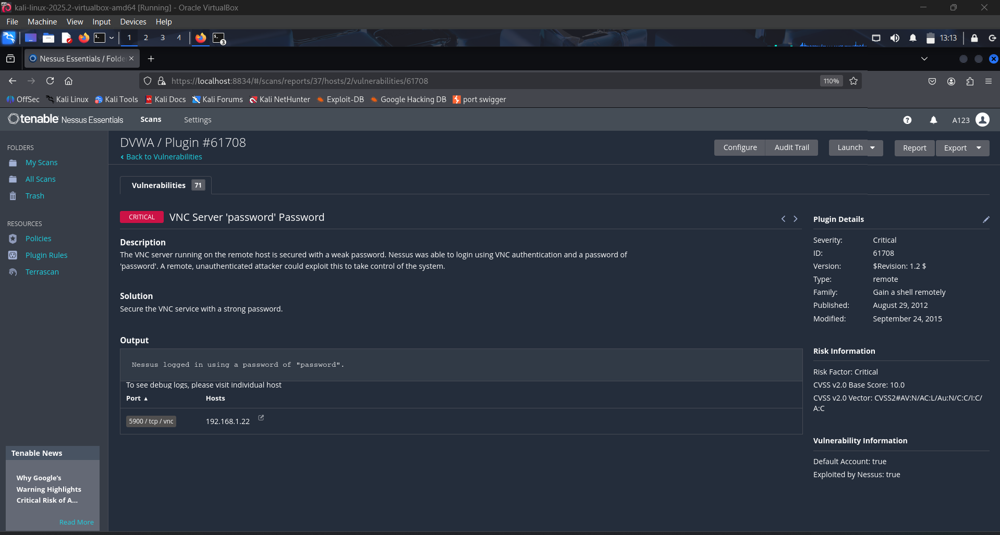 kali-linux-2025.2-virtualbox-amd64 [Running] - Oracle VirtualBox
File Machine View Input Devices Help
1 2 3 4 3 13:13
Nessus Essentials / Folde
https://localhost:8834/#/scans/reports/37/hosts/2/vulnerabilities/61708 110%
OffSec Kali Linux Kali Tools Kali Docs Kali Forums Kali NetHunter Exploit-DB Google Hacking DB port swigger
tenable Nessus Essentials Scans Settings A123
FOLDERS
My Scans
All Scans
Trash
RESOURCES
Policies
Plugin Rules
Terrascan
Tenable News
Why Google's
Warning Highlights
Critical Risk of A...
Read More
DVWA / Plugin #61708
‹ Back to Vulnerabilities
Configure Audit Trail Launch Report Export
Vulnerabilities 71
CRITICAL VNC Server 'password' Password
Description
The VNC server running on the remote host is secured with a weak password. Nessus was able to login using VNC authentication and a password of
'password'. A remote, unauthenticated attacker could exploit this to take control of the system.
Solution
Secure the VNC service with a strong password.
Output
Nessus logged in using a password of "password".
To see debug logs, please visit individual host
Port ▲ Hosts
5900 / tcp / vnc 192.168.1.22
Plugin Details
Severity: Critical
ID: 61708
Version: $Revision: 1.2 $
Type: remote
Family: Gain a shell remotely
Published: August 29, 2012
Modified: September 24, 2015
Risk Information
Risk Factor: Critical
CVSS v2.0 Base Score: 10.0
CVSS v2.0 Vector: CVSS2#AV:N/AC:L/Au:N/C:C/I:C/
A:C
Vulnerability Information
Default Account: true
Exploited by Nessus: true